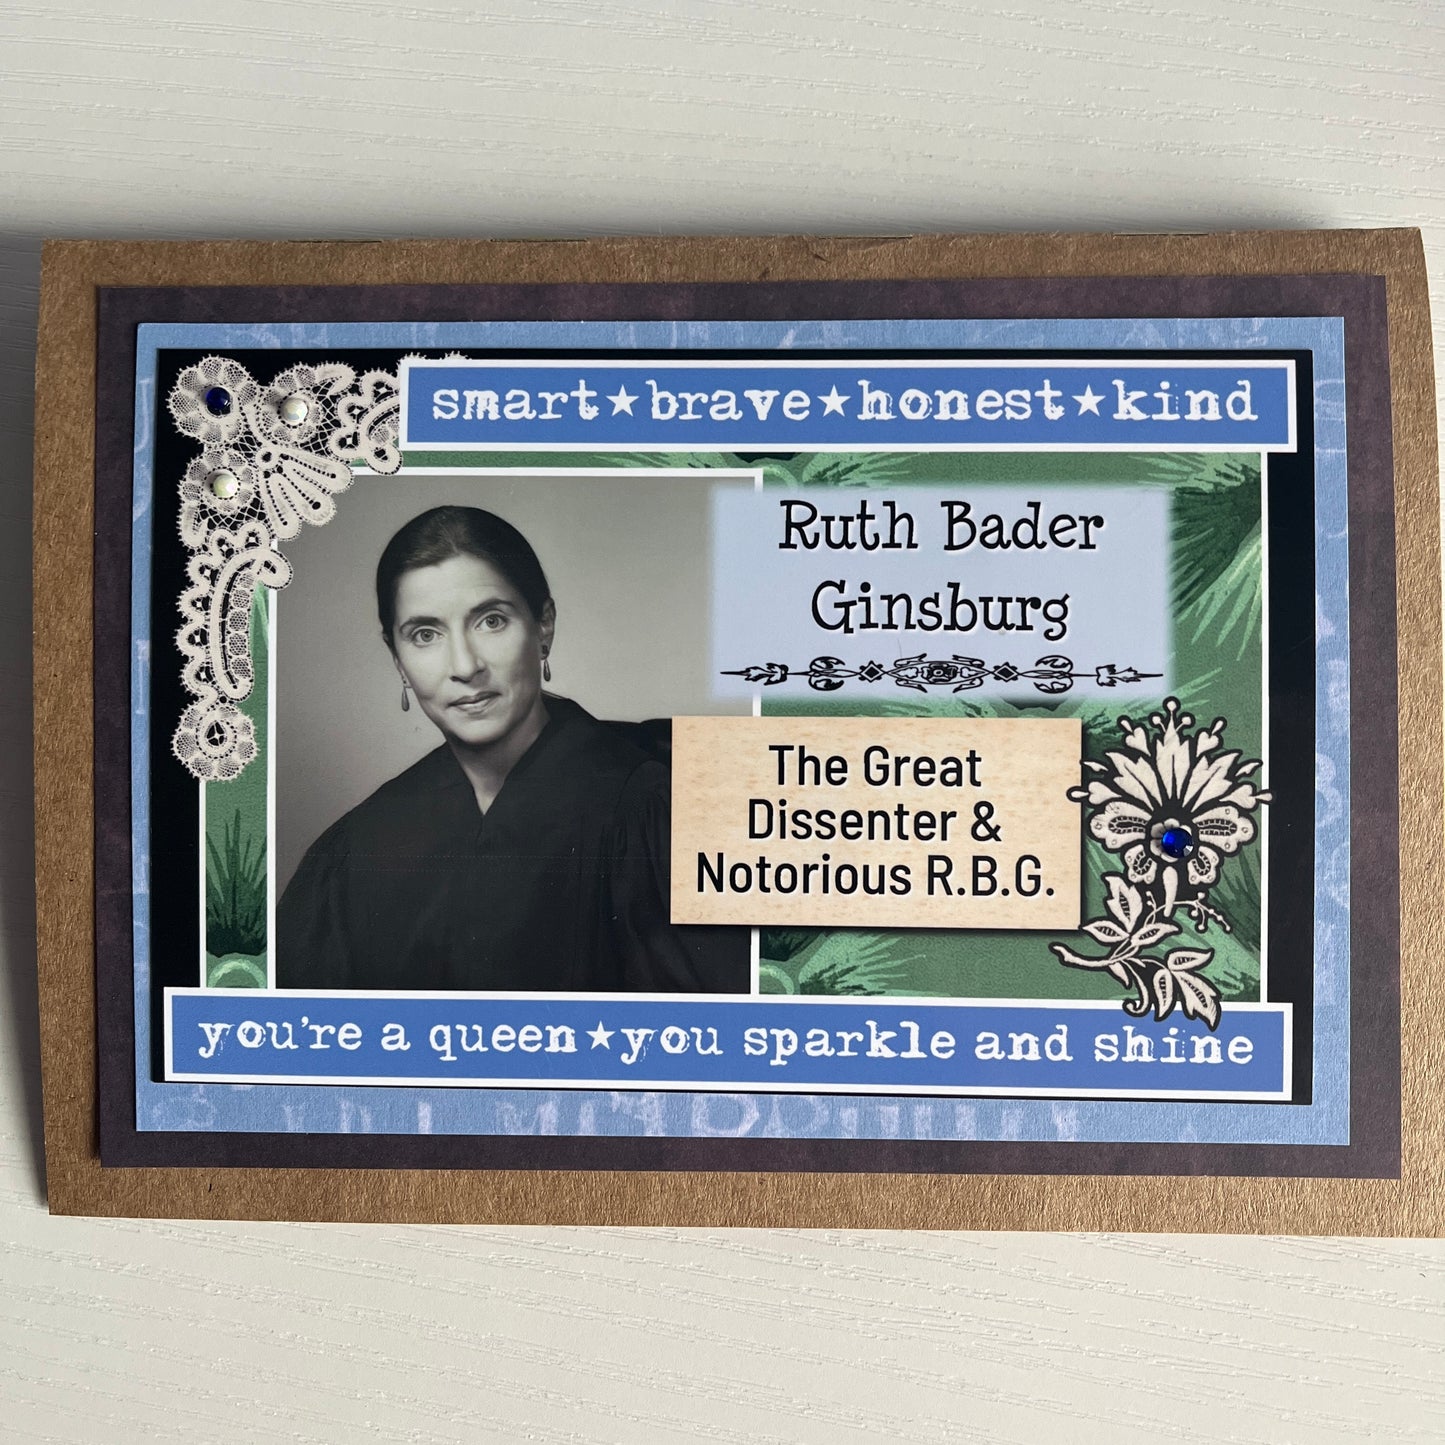 smart★brave★honest★kind
Ruth Bader
Ginsburg
The Great
Dissenter &
Notorious R.B.G.
you're a queen★you sparkle and shine